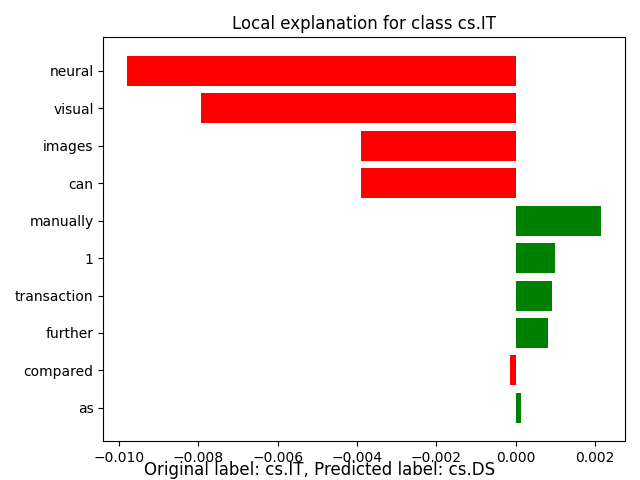 Local explanation for class cs.IT
neural
visual
images
can
manually
1
transaction
further
compared
as
−0.010 −0.008 −0.006 −0.004 −0.002 0.000 0.002
Original label: cs.IT, Predicted label: cs.DS